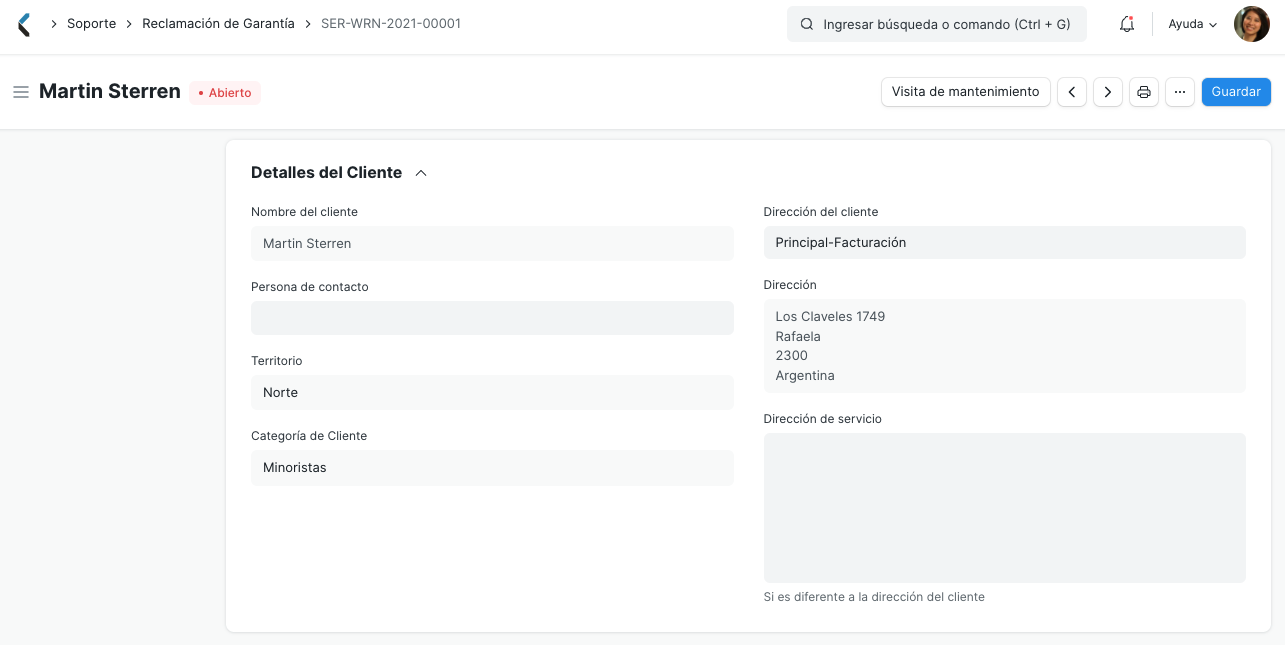 Soporte
Reclamación de Garantía
SER-WRN-2021-00001
Ingresar búsqueda o comando (Ctrl + G)
Ayuda
Martin Sterren
Abierto
Visita de mantenimiento
Guardar
Detalles del Cliente
Nombre del cliente
Martin Sterren
Persona de contacto
Territorio
Norte
Categoría de Cliente
Minoristas
Dirección del cliente
Principal-Facturación
Dirección
Los Claveles 1749
Rafaela
2300
Argentina
Dirección de servicio
Si es diferente a la dirección del cliente